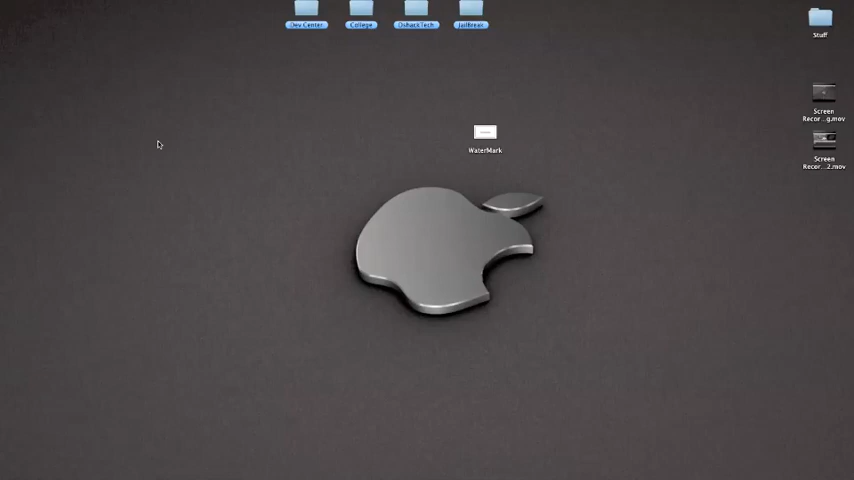 Dev Center
College
DshackTech
JailBreak
Stuff
WaterMark
Screen
Recor...g.mov
Screen
Recor...2.mov